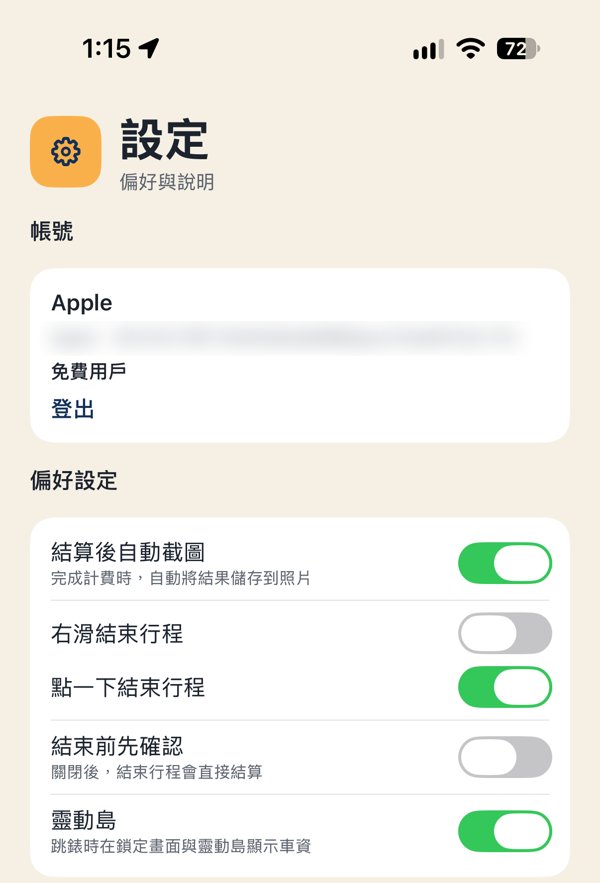 1:15
72
設定
偏好與說明
帳號
Apple
免費用戶
登出
偏好設定
結算後自動截圖
完成計費時，自動將結果儲存到照片
右滑結束行程
點一下結束行程
結束前先確認
關閉後，結束行程會直接結算
靈動島
跳錶時在鎖定畫面與靈動島顯示車資